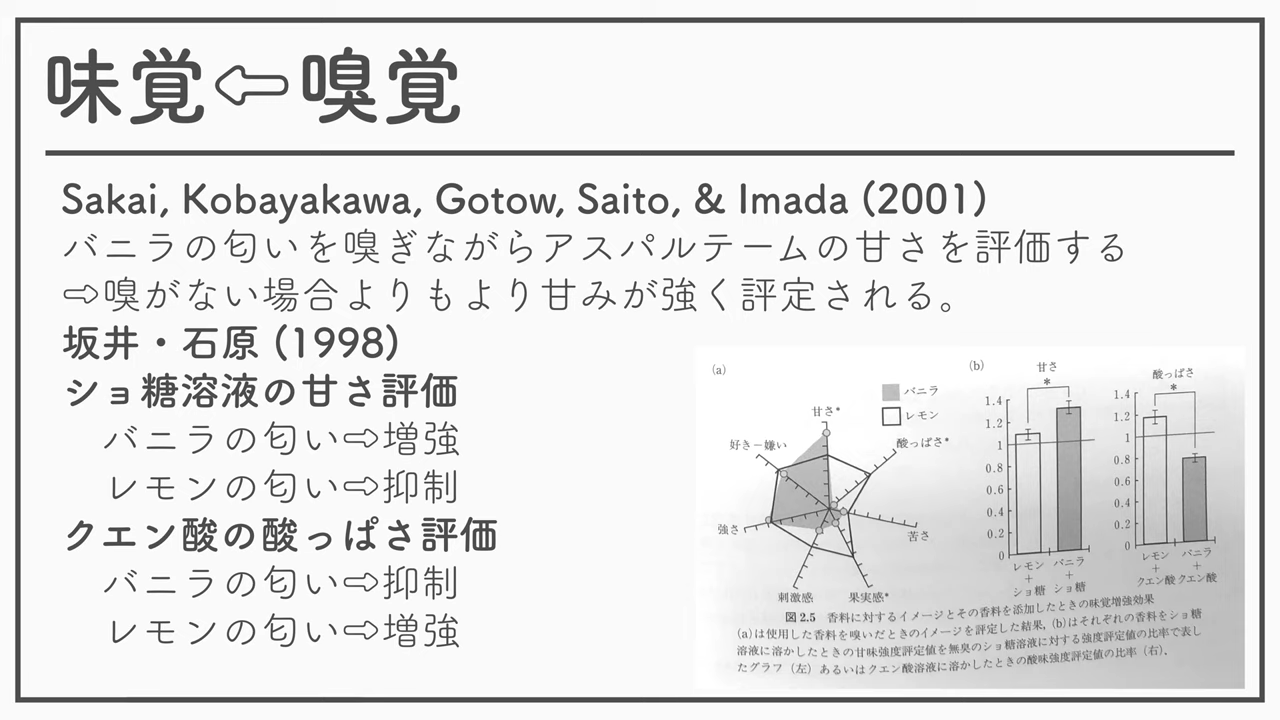 味覚⇦嗅覚
Sakai, Kobayakawa, Gotow, Saito, & Imada (2001)
バニラの匂いを嗅ぎながらアスパルテームの甘さを評価する
⇨嗅がない場合よりもより甘みが強く評定される。
坂井・石原 (1998)
ショ糖溶液の甘さ評価
バニラの匂い⇨増強
レモンの匂い⇨抑制
クエン酸の酸っぱさ評価
バニラの匂い⇨抑制
レモンの匂い⇨増強
(a)
バニラ
レモン
甘さ*
酸っぱさ*
苦さ
果実感*
刺激感
強さ
好き−嫌い
(b)
甘さ
*
1.4
1.2
1
0.8
0.6
0.4
0.2
0
レモン
+
ショ糖
バニラ
+
ショ糖
酸っぱさ
*
1.4
1.2
1
0.8
0.6
0.4
0.2
0
レモン
+
クエン酸
バニラ
+
クエン酸
図2.5 香料に対するイメージとその香料を添加したときの味覚増強効果
(a)は使用した香料を嗅いだときのイメージを評定した結果, (b)はそれぞれの香料をショ糖
溶液に溶かしたときの甘味強度評定値を無臭のショ糖溶液に対する強度評定値の比率で表し
たグラフ（左）あるいはクエン酸溶液に溶かしたときの酸味強度評定値の比率（右）、